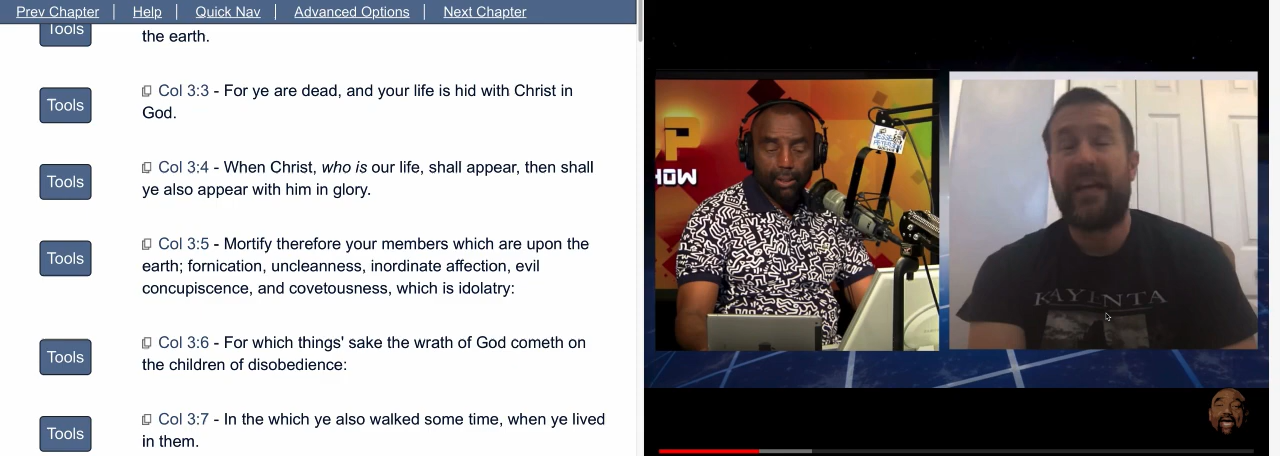 Prev Chapter | Help | Quick Nav | Advanced Options | Next Chapter
Tools
the earth.
Tools
Col 3:3 - For ye are dead, and your life is hid with Christ in
God.
Tools
Col 3:4 - When Christ, who is our life, shall appear, then shall
ye also appear with him in glory.
Tools
Col 3:5 - Mortify therefore your members which are upon the
earth; fornication, uncleanness, inordinate affection, evil
concupiscence, and covetousness, which is idolatry:
Tools
Col 3:6 - For which things' sake the wrath of God cometh on
the children of disobedience:
Tools
Col 3:7 - In the which ye also walked some time, when ye lived
in them.
P
HOW
JESSE
KAYENTA